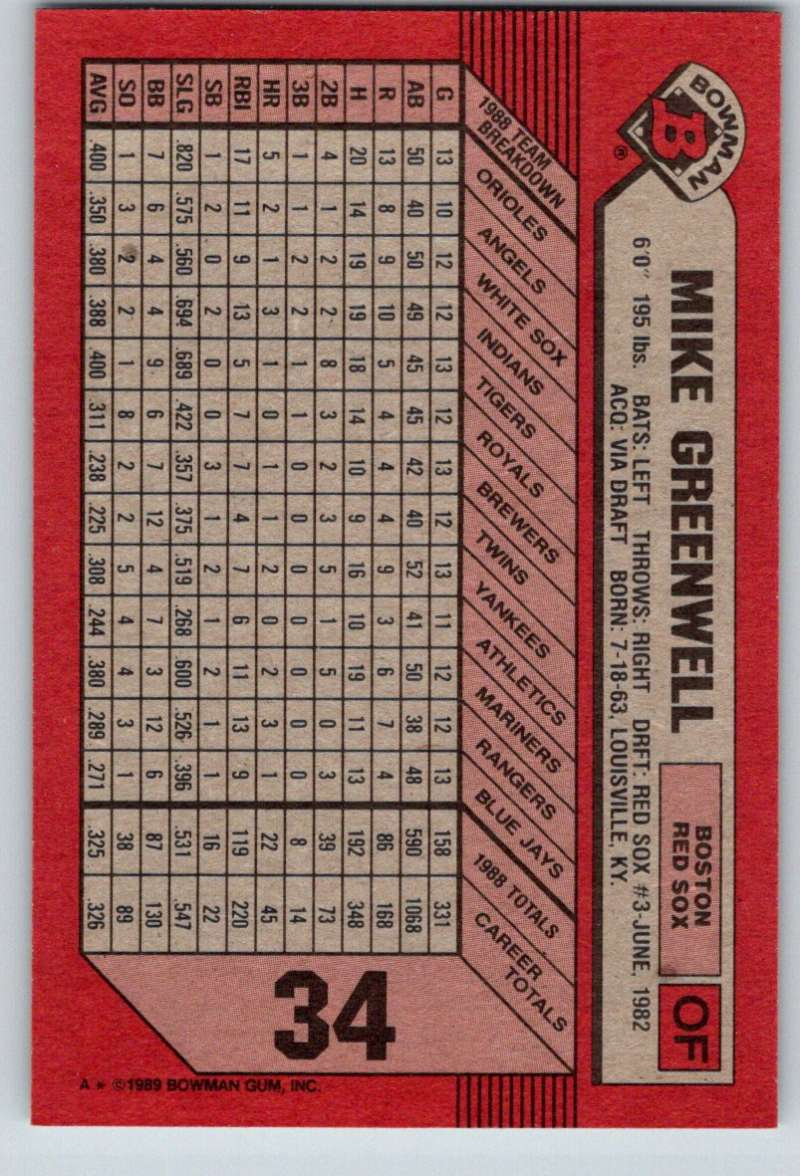 BOWMAN
B
®
MIKE GREENWELL
BOSTON
RED SOX
OF
6'0" 195 lbs. BATS: LEFT THROWS: RIGHT DRFT: RED SOX #3-JUNE, 1982
ACQ: VIA DRAFT BORN: 7-18-63, LOUISVILLE, KY.
1988 TEAM
BREAKDOWN
ORIOLES
ANGELS
WHITE SOX
INDIANS
TIGERS
ROYALS
BREWERS
TWINS
YANKEES
ATHLETICS
MARINERS
RANGERS
BLUE JAYS
1988 TOTALS
CAREER
TOTALS
G 13 10 12 12 13 12 13 12 13 11 12 12 13 158 331
AB 50 40 50 49 45 45 42 40 52 41 50 38 48 590 1068
R 13 8 9 10 5 4 4 4 9 3 6 7 4 86 168
H 20 14 19 19 18 14 10 9 16 10 19 11 13 192 348
2B 4 1 2 2 8 3 2 3 5 1 5 0 3 39 73
3B 1 1 2 2 1 1 0 0 0 0 0 0 0 8 14
HR 5 2 1 3 1 0 1 1 2 0 2 3 1 22 45
RBI 17 11 9 13 5 7 7 4 7 6 11 13 9 119 220
SB 1 2 0 2 0 0 3 1 2 1 2 1 1 16 22
SLG .820 .575 .560 .694 .689 .422 .357 .375 .519 .268 .600 .526 .396 .531 .547
BB 7 6 4 4 9 6 7 12 4 7 3 12 6 87 130
SO 1 3 2 2 1 8 2 2 5 4 4 3 1 38 89
AVG .400 .350 .380 .388 .400 .311 .238 .225 .308 .244 .380 .289 .271 .325 .326
34
A * ©1989 BOWMAN GUM, INC.